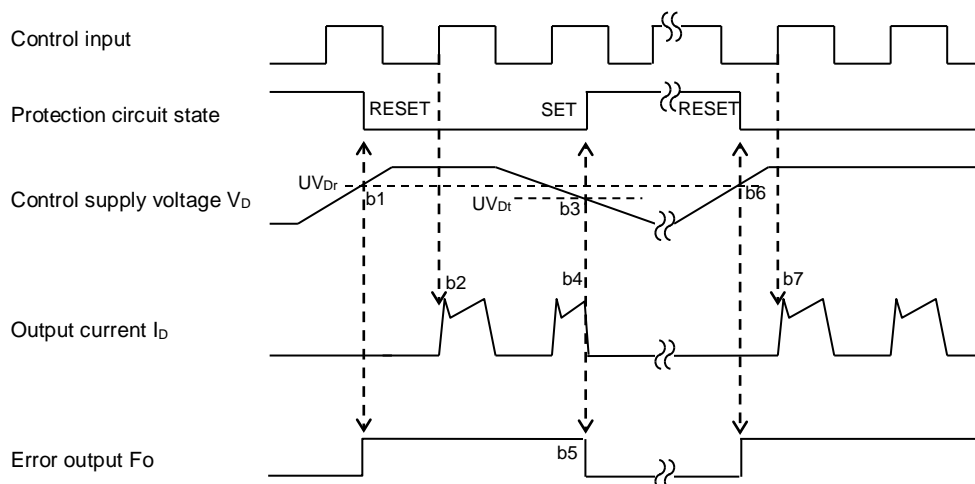 Control input
Protection circuit state
RESET
SET
RESET
Control supply voltage VD
UVDr
b1
UVDt
b3
b6
Output current ID
b2
b4
b7
Error output Fo
b5